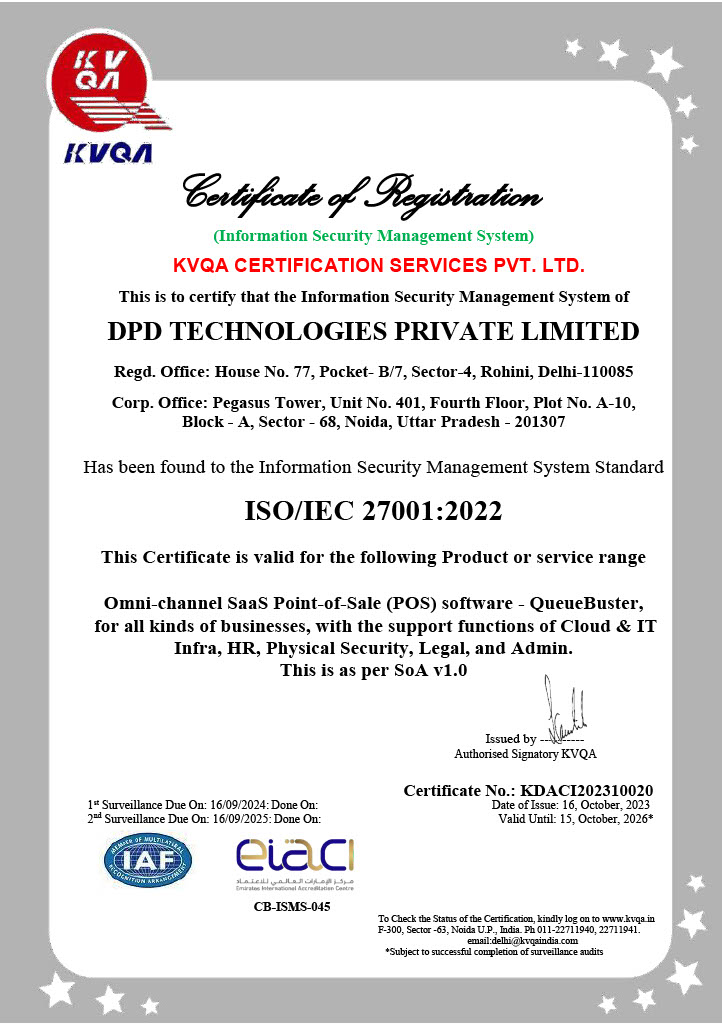 KV
QA
KVQA
Certificate of Registration
(Information Security Management System)
KVQA CERTIFICATION SERVICES PVT. LTD.
This is to certify that the Information Security Management System of
DPD TECHNOLOGIES PRIVATE LIMITED
Regd. Office: House No. 77, Pocket- B/7, Sector-4, Rohini, Delhi-110085
Corp. Office: Pegasus Tower, Unit No. 401, Fourth Floor, Plot No. A-10,
Block - A, Sector - 68, Noida, Uttar Pradesh - 201307
Has been found to the Information Security Management System Standard
ISO/IEC 27001:2022
This Certificate is valid for the following Product or service range
Omni-channel SaaS Point-of-Sale (POS) software - QueueBuster,
for all kinds of businesses, with the support functions of Cloud & IT
Infra, HR, Physical Security, Legal, and Admin.
This is as per SoA v1.0
Issued by ----------
Authorised Signatory KVQA
Certificate No.: KDACI202310020
1st Surveillance Due On: 16/09/2024: Done On:
Date of Issue: 16, October, 2023
2nd Surveillance Due On: 16/09/2025: Done On:
Valid Until: 15, October, 2026*
MEMBER OF MULTILATERAL
IAF
RECOGNITION ARRANGEMENT
eiaci
مركز الإمارات العالمي للاعتماد
Emirates International Accreditation Centre
CB-ISMS-045
To Check the Status of the Certification, kindly log on to www.kvqa.in
F-300, Sector -63, Noida U.P., India. Ph 011-22711940, 22711941.
email:delhi@kvqaindia.com
*Subject to successful completion of surveillance audits